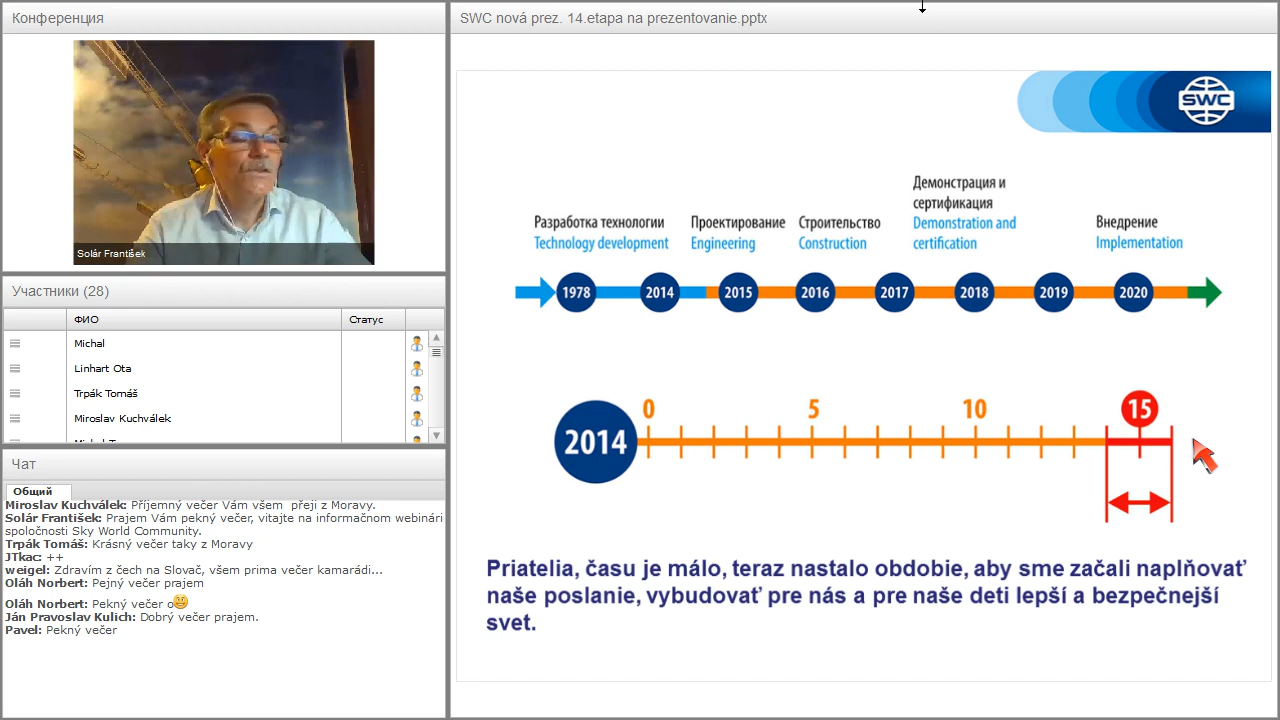 Конференция
Solár František
Участники (28)
ФИО
Статус
Michal
Linhart Ota
Trpák Tomáš
Miroslav Kuchválek
Чат
Общий
Miroslav Kuchválek: Příjemný večer Vám všem přeji z Moravy.
Solár František: Prajem Vám pekný večer, vitajte na informačnom webinári
spoločnosti Sky World Community.
Trpák Tomáš: Krásný večer taky z Moravy
JTkac: ++
weigel: Zdravím z čech na Slovač, všem prima večer kamarádi...
Oláh Norbert: Pejný večer prajem
Oláh Norbert: Pekný večer o
Ján Pravoslav Kulich: Dobrý večer prajem.
Pavel: Pekný večer
SWC nová prez. 14.etapa na prezentovanie.pptx
SWC
Разработка технологии
Technology development
Проектирование
Engineering
Строительство
Construction
Демонстрация и
сертификация
Demonstration and
certification
Внедрение
Implementation
1978 2014 2015 2016 2017 2018 2019 2020
0 5 10 15
2014
Priatelia, času je málo, teraz nastalo obdobie, aby sme začali naplňovať
naše poslanie, vybudovať pre nás a pre naše deti lepší a bezpečnejší
svet.